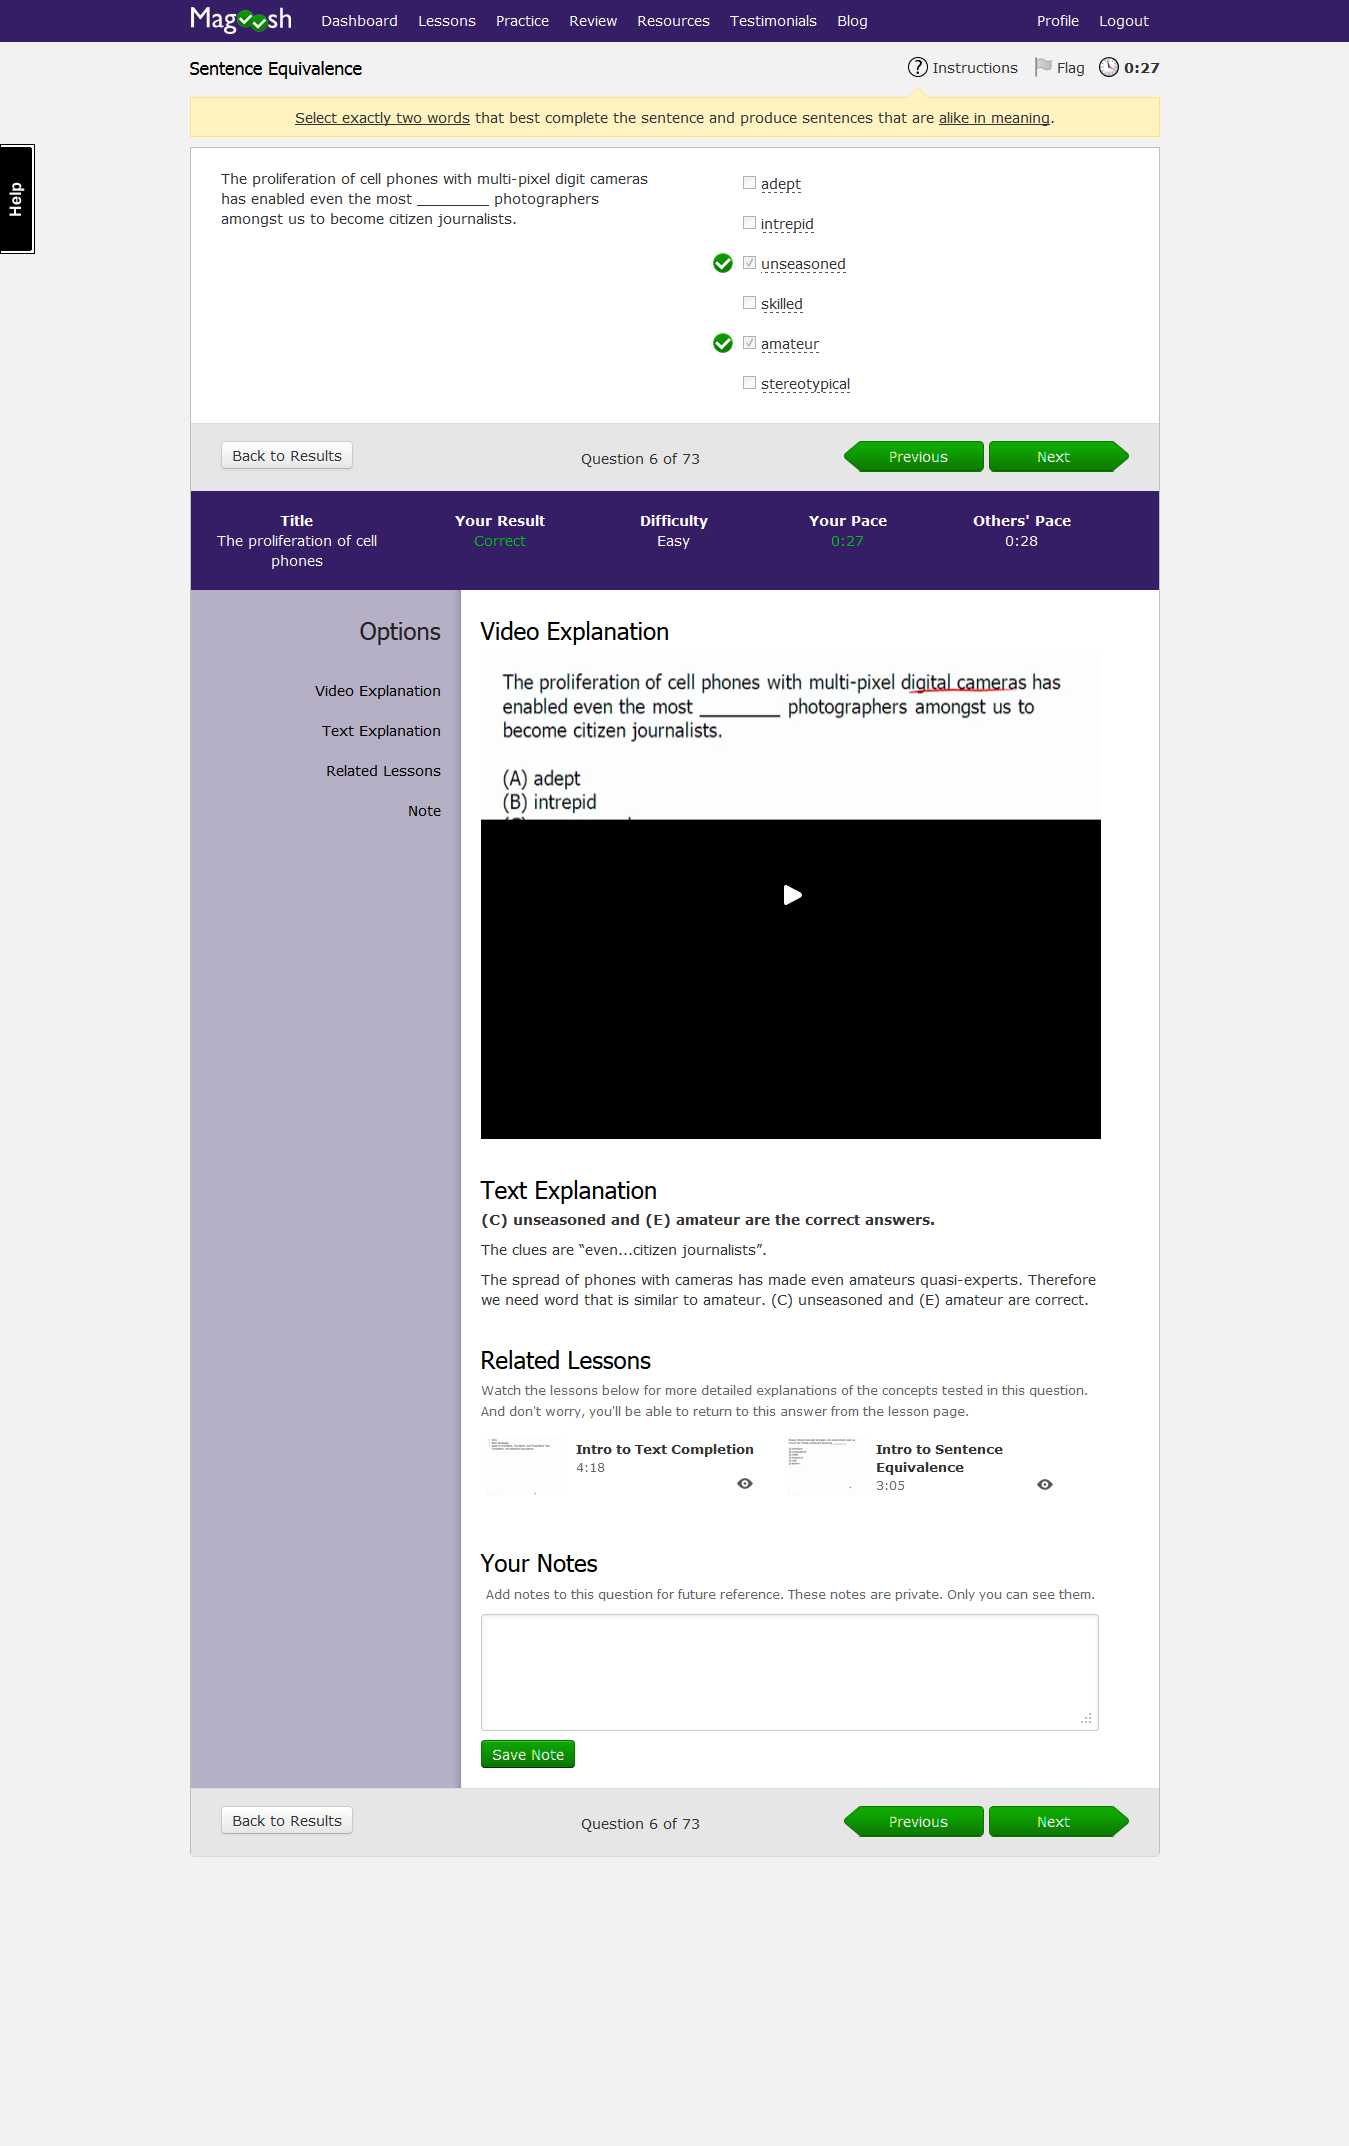 Magoosh Dashboard Lessons Practice Review Resources Testimonials Blog Profile Logout
Sentence Equivalence Instructions Flag 0:27
Select exactly two words that best complete the sentence and produce sentences that are alike in meaning.
Help
The proliferation of cell phones with multi-pixel digit cameras
has enabled even the most _________ photographers
amongst us to become citizen journalists.
adept
intrepid
unseasoned
skilled
amateur
stereotypical
Back to Results Question 6 of 73 Previous Next
Title Your Result Difficulty Your Pace Others' Pace
The proliferation of cell Correct Easy 0:27 0:28
phones
Options
Video Explanation
Text Explanation
Related Lessons
Note
Video Explanation
The proliferation of cell phones with multi-pixel digital cameras has
enabled even the most ________ photographers amongst us to
become citizen journalists.
(A) adept
(B) intrepid
Text Explanation
(C) unseasoned and (E) amateur are the correct answers.
The clues are “even...citizen journalists”.
The spread of phones with cameras has made even amateurs quasi-experts. Therefore
we need word that is similar to amateur. (C) unseasoned and (E) amateur are correct.
Related Lessons
Watch the lessons below for more detailed explanations of the concepts tested in this question.
And don't worry, you'll be able to return to this answer from the lesson page.
Intro to Text Completion
4:18
Intro to Sentence
Equivalence
3:05
Your Notes
Add notes to this question for future reference. These notes are private. Only you can see them.
Save Note
Back to Results Question 6 of 73 Previous Next